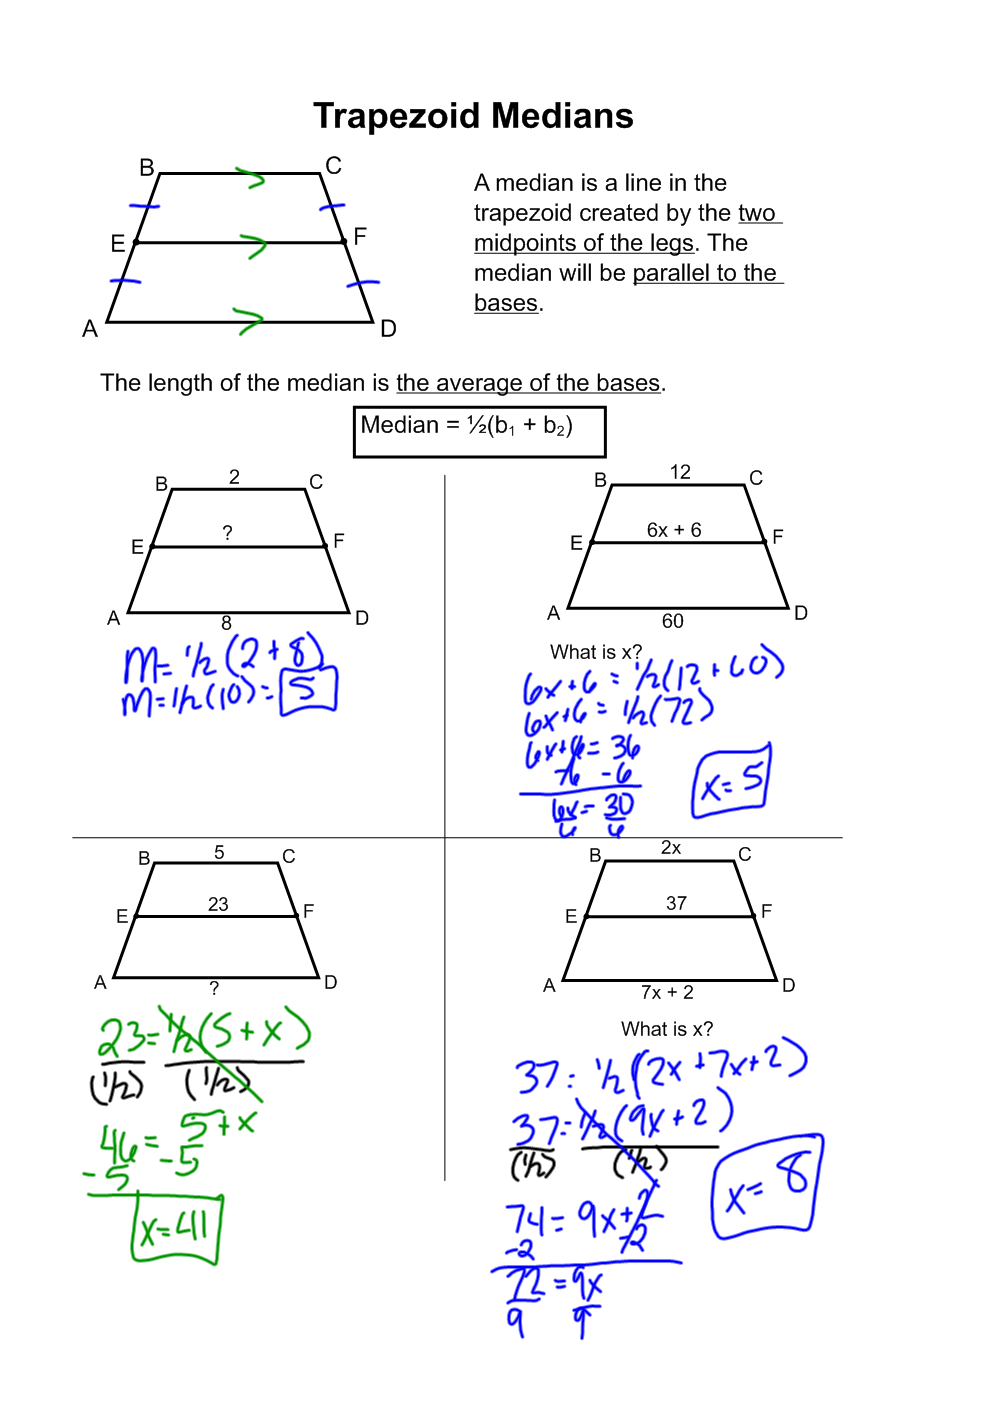 Trapezoid Medians
B
C
E
F
A
D
A median is a line in the
trapezoid created by the two
midpoints of the legs. The
median will be parallel to the
bases.
The length of the median is the average of the bases.
Median = ½(b₁ + b₂)
B 2 C
E ? F
A 8 D
M= ½ (2 + 8)
M=½(10)= 5
B 12 C
E 6x + 6 F
A 60 D
What is x?
6x+6 = ½(12+60)
6x+6 = ½(72)
6x+6 = 36
-6 -6
6x = 30
6 6
x= 5
B 5 C
E 23 F
A ? D
23=½(5+x)
(½) (½)
46 = 5+x
-5 -5
x=41
B 2x C
E 37 F
A 7x + 2 D
What is x?
37= ½(2x+7x+2)
37=½(9x+2)
(½) (½)
74= 9x+2
-2 -2
72 = 9x
9 9
x= 8